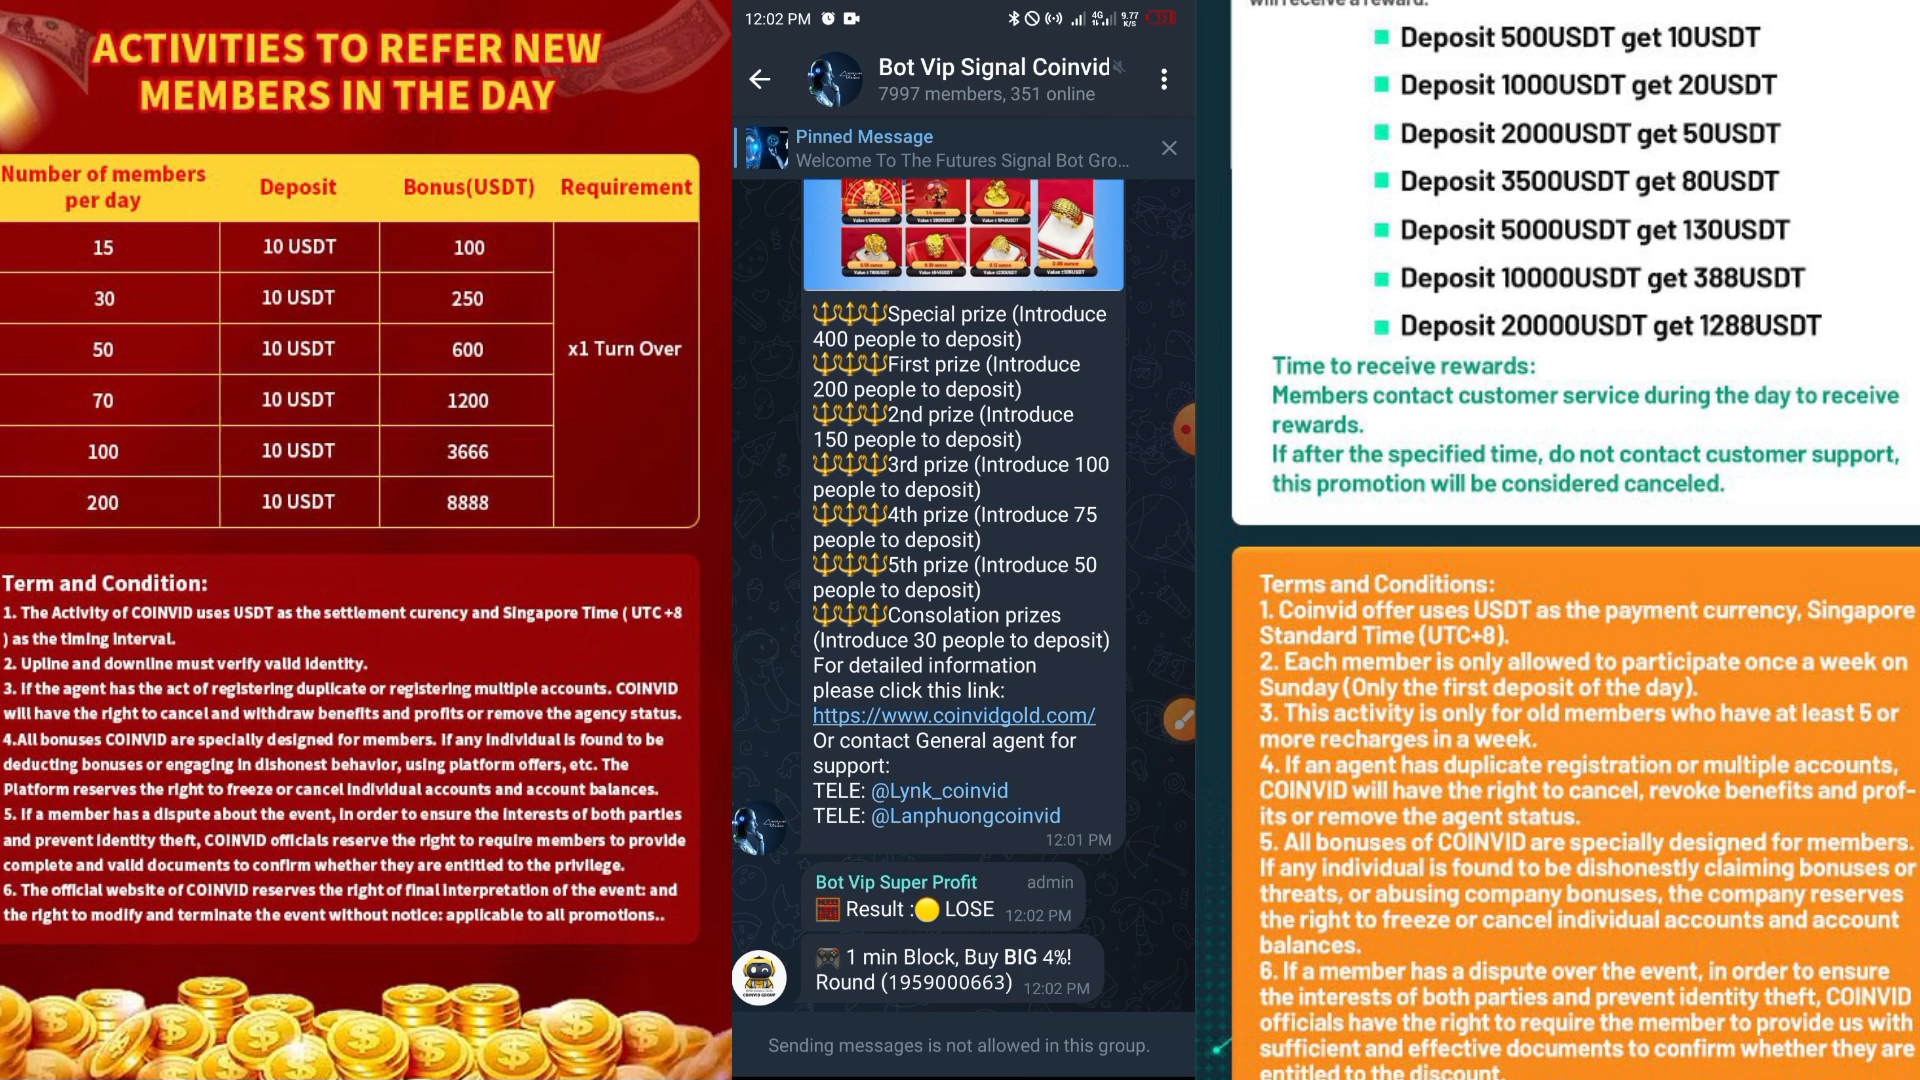 ACTIVITIES TO REFER NEW
MEMBERS IN THE DAY
Number of members
per day
Deposit
Bonus(USDT)
Requirement
15
10 USDT
100
30
10 USDT
250
50
10 USDT
600
x1 Turn Over
70
10 USDT
1200
100
10 USDT
3666
200
10 USDT
8888
Term and Condition:
1. The Activity of COINVID uses USDT as the settlement curency and Singapore Time ( UTC +8
) as the timing interval.
2. Upline and downline must verify valid identity.
3. If the agent has the act of registering duplicate or registering multiple accounts. COINVID
will have the right to cancel and withdraw benefits and profits or remove the agency status.
4.All bonuses COINVID are specially designed for members. If any individual is found to be
deducting bonuses or engaging in dishonest behavior, using platform offers, etc. The
Platform reserves the right to freeze or cancel individual accounts and account balances.
5. If a member has a dispute about the event, in order to ensure the interests of both parties
and prevent identity theft, COINVID officials reserve the right to require members to provide
complete and valid documents to confirm whether they are entitled to the privilege.
6. The official website of COINVID reserves the right of final interpretation of the event: and
the right to modify and terminate the event without notice: applicable to all promotions..
12:02 PM
4G
9.77
K/S
Bot Vip Signal Coinvid
7997 members, 351 online
Pinned Message
Welcome To The Futures Signal Bot Gro...
Special prize (Introduce
400 people to deposit)
First prize (Introduce
200 people to deposit)
2nd prize (Introduce
150 people to deposit)
3rd prize (Introduce 100
people to deposit)
4th prize (Introduce 75
people to deposit)
5th prize (Introduce 50
people to deposit)
Consolation prizes
(Introduce 30 people to deposit)
For detailed information
please click this link:
https://www.coinvidgold.com/
Or contact General agent for
support:
TELE: @Lynk_coinvid
TELE: @Lanphuongcoinvid
12:01 PM
Bot Vip Super Profit
admin
Result : LOSE
12:02 PM
1 min Block, Buy BIG 4%!
Round (1959000663)
12:02 PM
COINVID GROUP
Sending messages is not allowed in this group.
will receive a reward.
Deposit 500USDT get 10USDT
Deposit 1000USDT get 20USDT
Deposit 2000USDT get 50USDT
Deposit 3500USDT get 80USDT
Deposit 5000USDT get 130USDT
Deposit 10000USDT get 388USDT
Deposit 20000USDT get 1288USDT
Time to receive rewards:
Members contact customer service during the day to receive
rewards.
If after the specified time, do not contact customer support,
this promotion will be considered canceled.
Terms and Conditions:
1. Coinvid offer uses USDT as the payment currency, Singapore
Standard Time (UTC+8).
2. Each member is only allowed to participate once a week on
Sunday (Only the first deposit of the day).
3. This activity is only for old members who have at least 5 or
more recharges in a week.
4. If an agent has duplicate registration or multiple accounts,
COINVID will have the right to cancel, revoke benefits and prof-
its or remove the agent status.
5. All bonuses of COINVID are specially designed for members.
If any individual is found to be dishonestly claiming bonuses or
threats, or abusing company bonuses, the company reserves
the right to freeze or cancel individual accounts and account
balances.
6. If a member has a dispute over the event, in order to ensure
the interests of both parties and prevent identity theft, COINVID
officials have the right to require the member to provide us with
sufficient and effective documents to confirm whether they are
entitled to the discount.